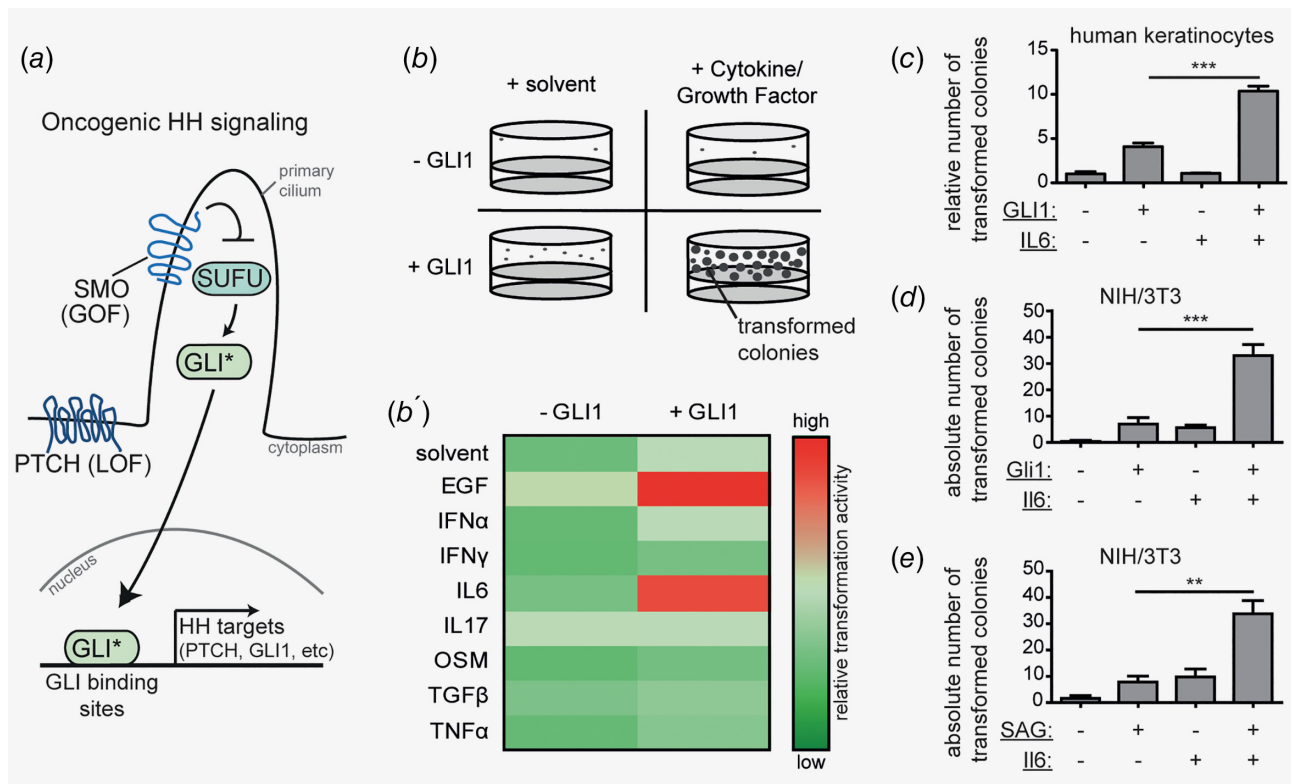 (a)
Oncogenic HH signaling
primary
cilium
SMO
(GOF)
SUFU
GLI*
PTCH (LOF)
cytoplasm
nucleus
GLI*
HH targets
(PTCH, GLI1, etc)
GLI binding
sites
(b)
+ solvent
+ Cytokine/
Growth Factor
- GLI1
+ GLI1
transformed
colonies
(b´)
- GLI1
+ GLI1
solvent
EGF
IFNα
IFNγ
IL6
IL17
OSM
TGFβ
TNFα
high
relative transformation activity
low
(c)
human keratinocytes
relative number of
transformed colonies
15
10
5
0
***
GLI1: - + - +
IL6: - - + +
(d)
NIH/3T3
absolute number of
transformed colonies
50
40
30
20
10
0
***
Gli1: - + - +
Il6: - - + +
(e)
NIH/3T3
absolute number of
transformed colonies
50
40
30
20
10
0
**
SAG: - + - +
Il6: - - + +